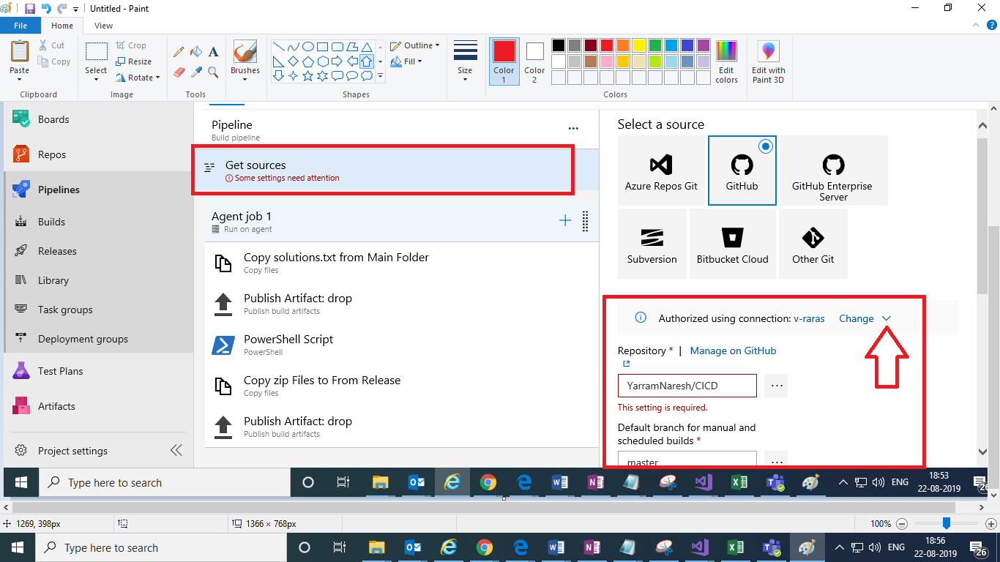 Untitled - Paint
File Home View
Paste
Cut
Copy
Clipboard
Select
Crop
Resize
Rotate
Image
A
Tools
Brushes
Outline
Fill
Shapes
Size
Color 1
Color 2
Edit colors
Colors
Edit with Paint 3D
Boards
Repos
Pipelines
Builds
Releases
Library
Task groups
Deployment groups
Test Plans
Artifacts
Project settings
Pipeline
Build pipeline
Get sources
Some settings need attention
Agent job 1
Run on agent
Copy solutions.txt from Main Folder
Copy files
Publish Artifact: drop
Publish build artifacts
PowerShell Script
PowerShell
Copy zip Files to From Release
Copy files
Publish Artifact: drop
Publish build artifacts
Select a source
Azure Repos Git
GitHub
GitHub Enterprise
Server
Subversion
Bitbucket Cloud
Other Git
Authorized using connection: v-raras Change
Repository * | Manage on GitHub
YarramNaresh/CICD
This setting is required.
Default branch for manual and
scheduled builds *
master
Type here to search
ENG
18:53
22-08-2019
26
1269, 398px
1366 × 768px
100%
Type here to search
ENG
18:56
22-08-2019
26